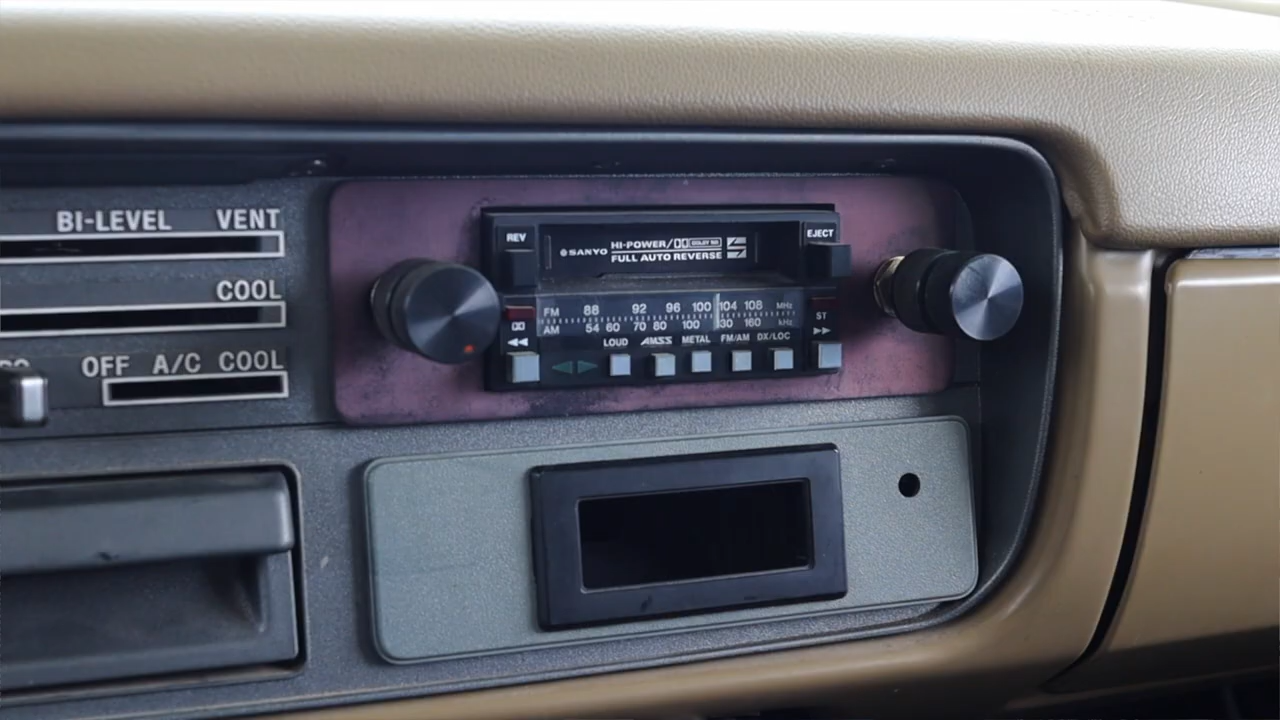 BI-LEVEL VENT
COOL
OFF A/C COOL
REV
EJECT
SANYO HI-POWER/ DOLBY NR
FULL AUTO REVERSE
FM 88 92 96 100 104 108 MHz
AM 54 60 70 80 100 130 160 kHz
ST
LOUD AMSS METAL FM/AM DX/LOC